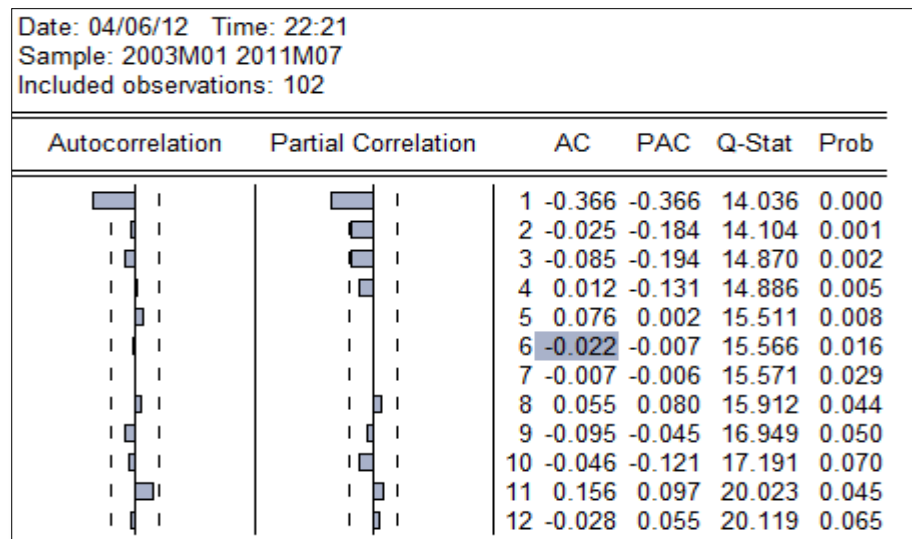 Date: 04/06/12 Time: 22:21
Sample: 2003M01 2011M07
Included observations: 102
Autocorrelation Partial Correlation AC PAC Q-Stat Prob
1 -0.366 -0.366 14.036 0.000
2 -0.025 -0.184 14.104 0.001
3 -0.085 -0.194 14.870 0.002
4 0.012 -0.131 14.886 0.005
5 0.076 0.002 15.511 0.008
6 -0.022 -0.007 15.566 0.016
7 -0.007 -0.006 15.571 0.029
8 0.055 0.080 15.912 0.044
9 -0.095 -0.045 16.949 0.050
10 -0.046 -0.121 17.191 0.070
11 0.156 0.097 20.023 0.045
12 -0.028 0.055 20.119 0.065